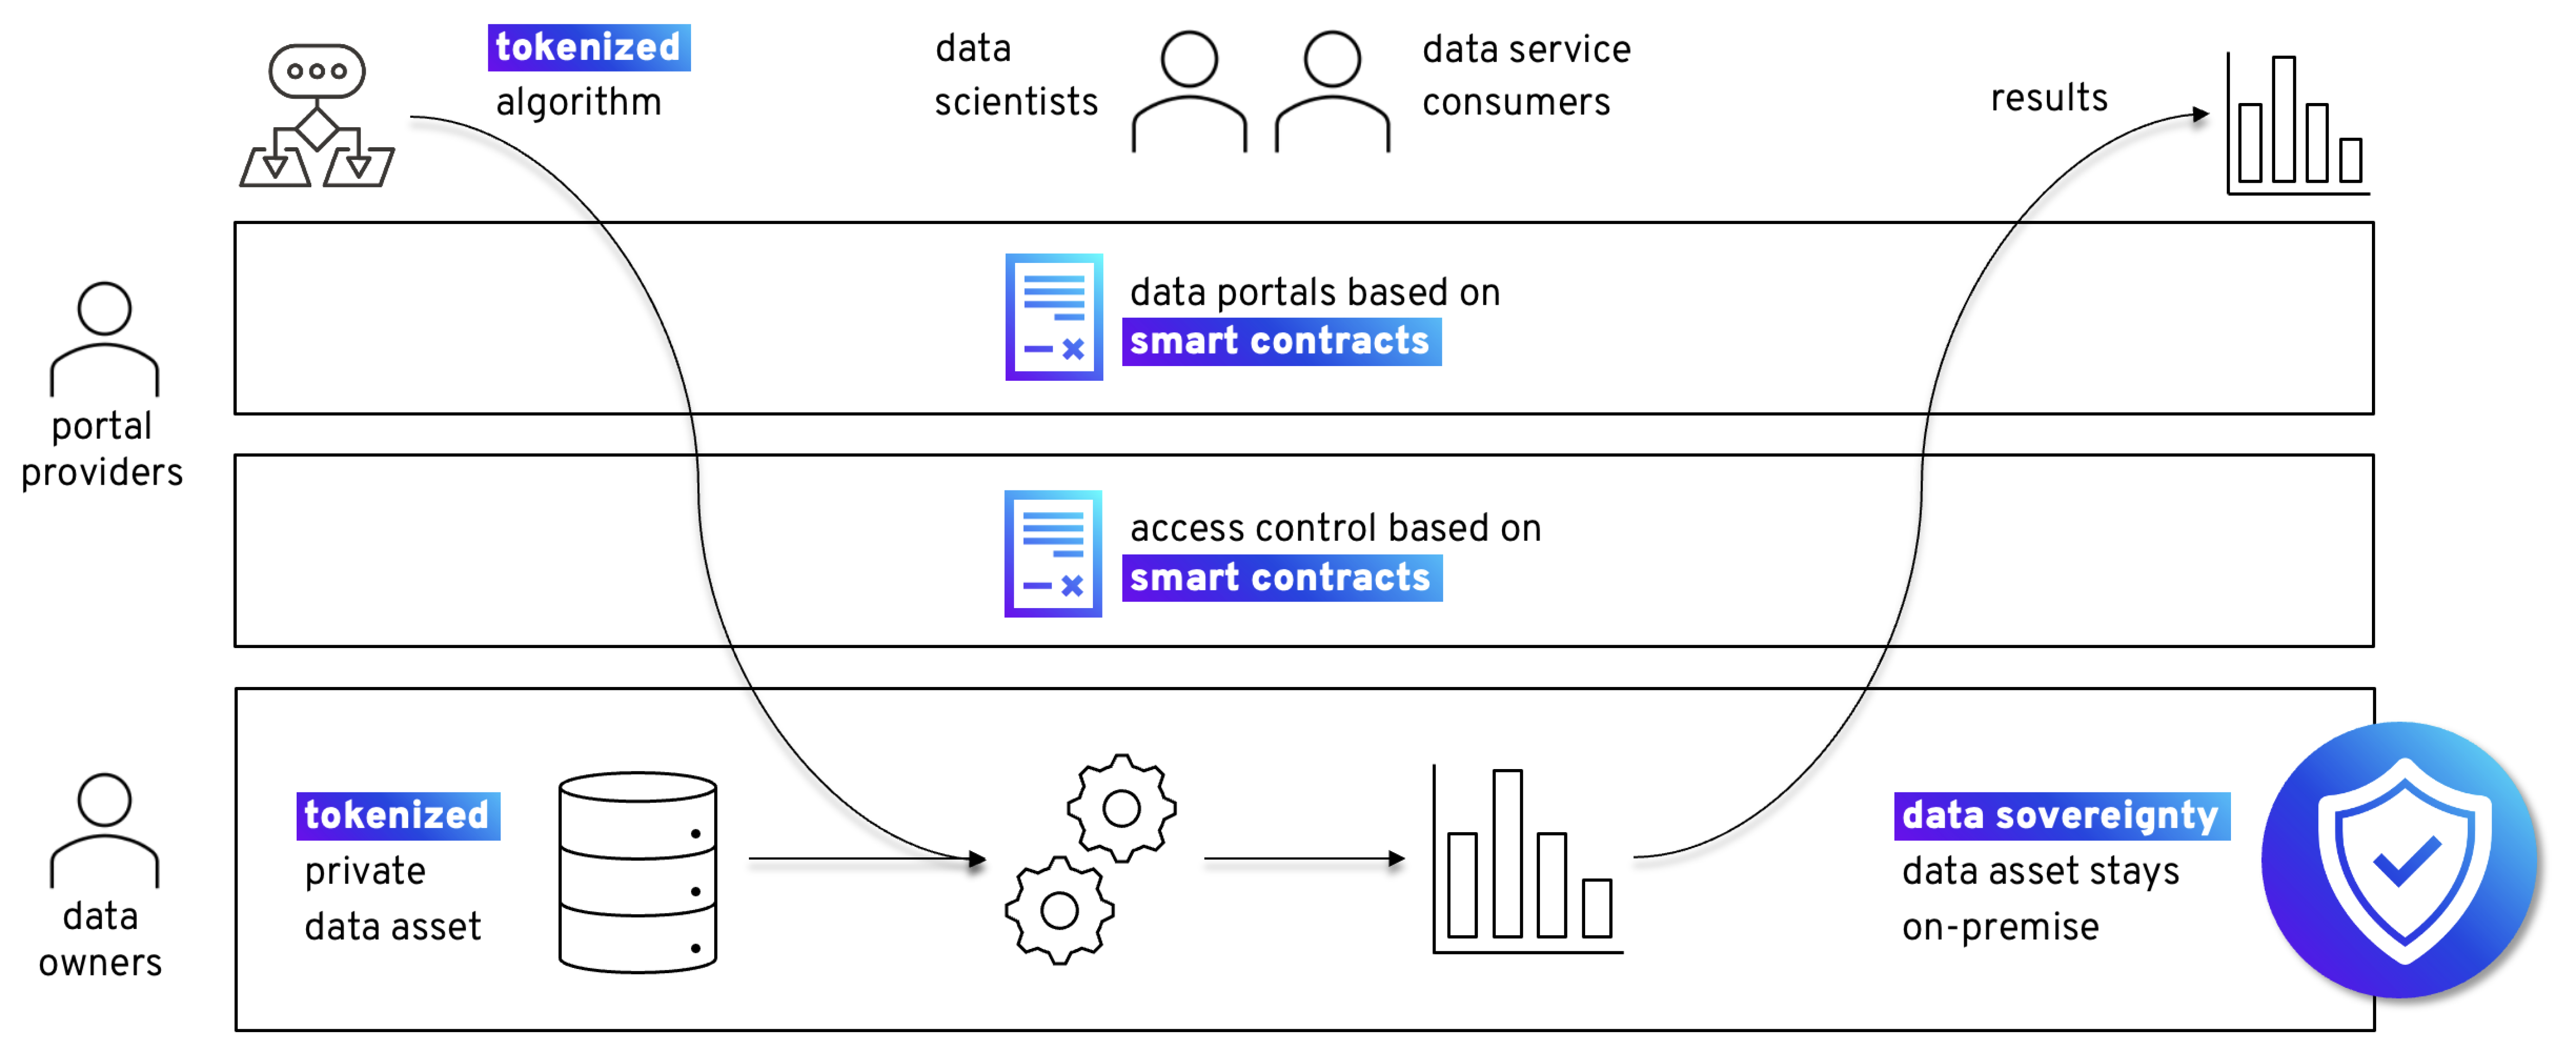 tokenized
algorithm
data
scientists
data service
consumers
results
data portals based on
smart contracts
portal
providers
access control based on
smart contracts
tokenized
private
data asset
data
owners
data sovereignty
data asset stays
on-premise